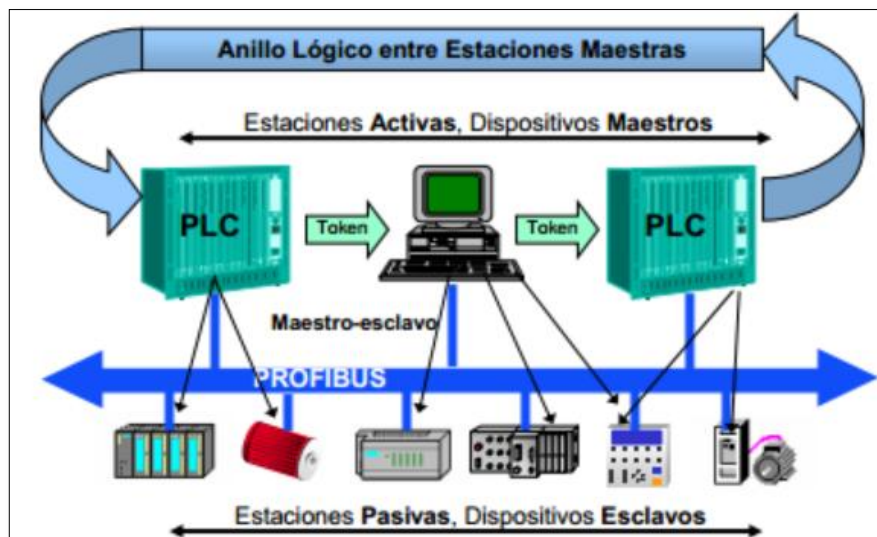 Anillo Lógico entre Estaciones Maestras
Estaciones Activas, Dispositivos Maestros
PLC
Token
Token
PLC
Maestro-esclavo
PROFIBUS
Estaciones Pasivas, Dispositivos Esclavos